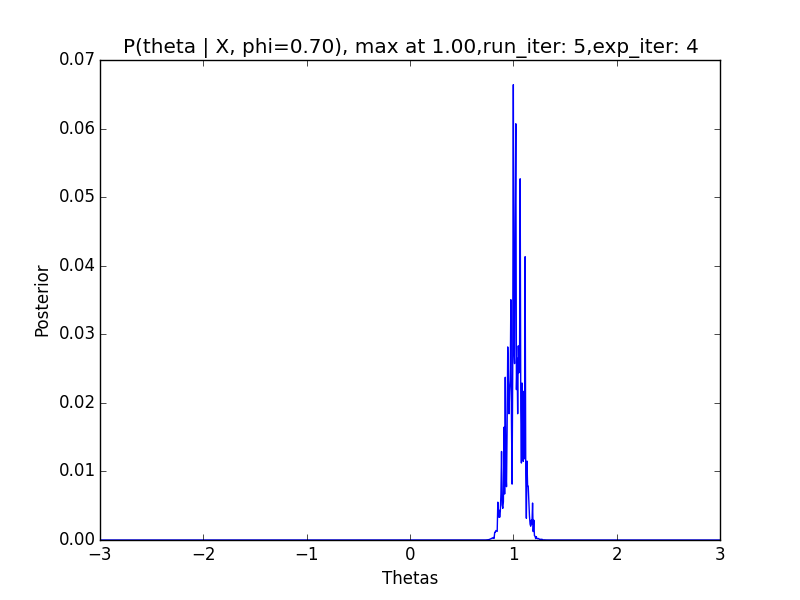 P(theta | X, phi=0.70), max at 1.00,run_iter: 5,exp_iter: 4
0.07
0.06
0.05
0.04
0.03
0.02
0.01
0.00
Posterior
−3 −2 −1 0 1 2 3
Thetas